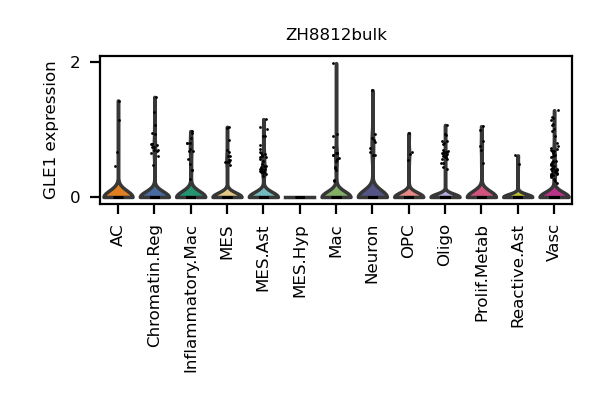 ZH8812bulk
GLE1 expression
2
0
AC
Chromatin.Reg
Inflammatory.Mac
MES
MES.Ast
MES.Hyp
Mac
Neuron
OPC
Oligo
Prolif.Metab
Reactive.Ast
Vasc